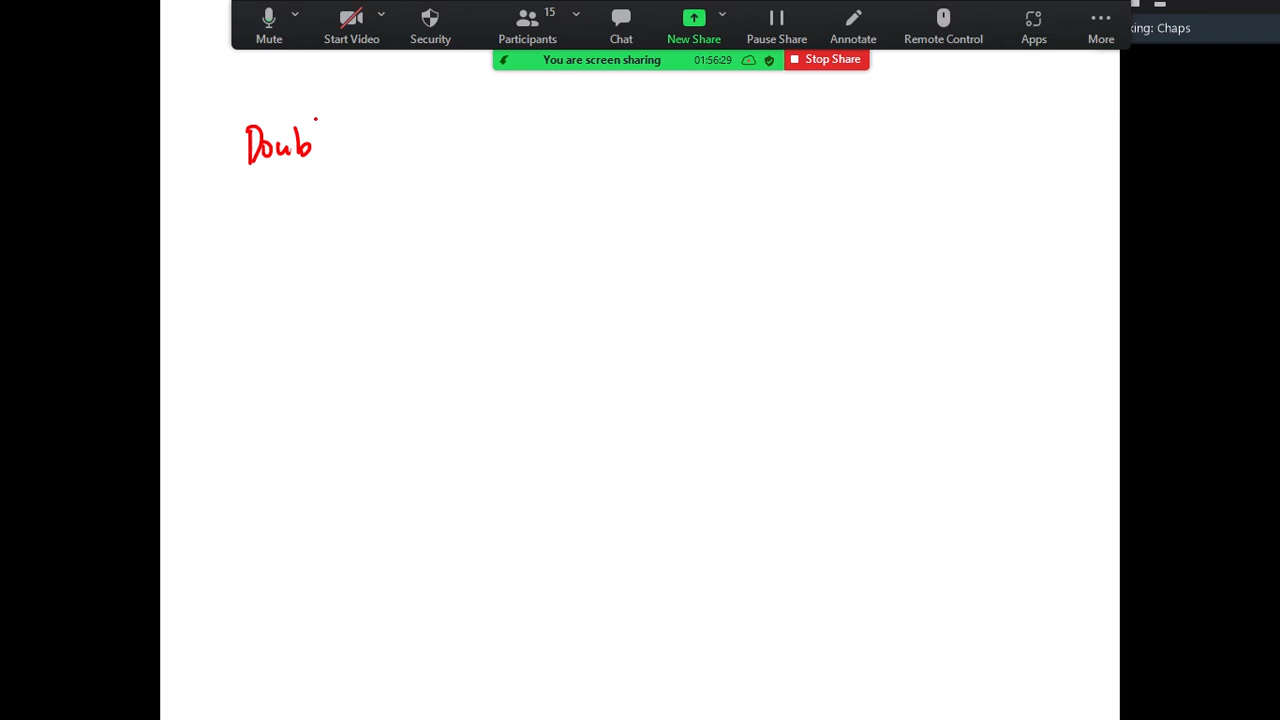 15
Mute Start Video Security Participants Chat New Share Pause Share Annotate Remote Control Apps More
king: Chaps
You are screen sharing 01:56:29 Stop Share
Doub